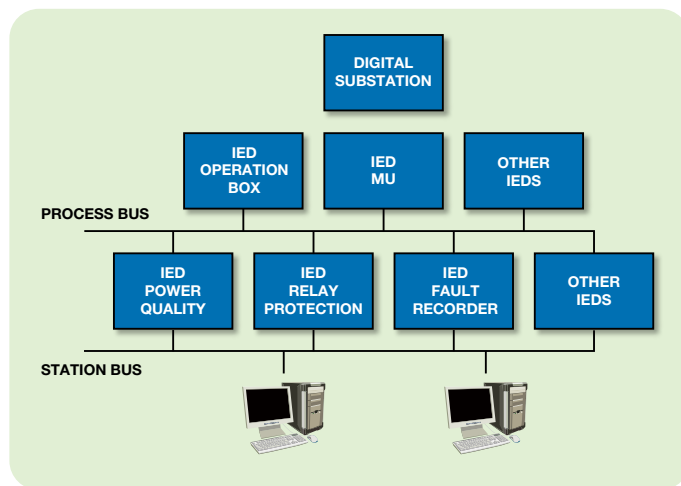 DIGITAL
SUBSTATION
IED
OPERATION
BOX
IED
MU
OTHER
IEDS
PROCESS BUS
IED
POWER
QUALITY
IED
RELAY
PROTECTION
IED
FAULT
RECORDER
OTHER
IEDS
STATION BUS